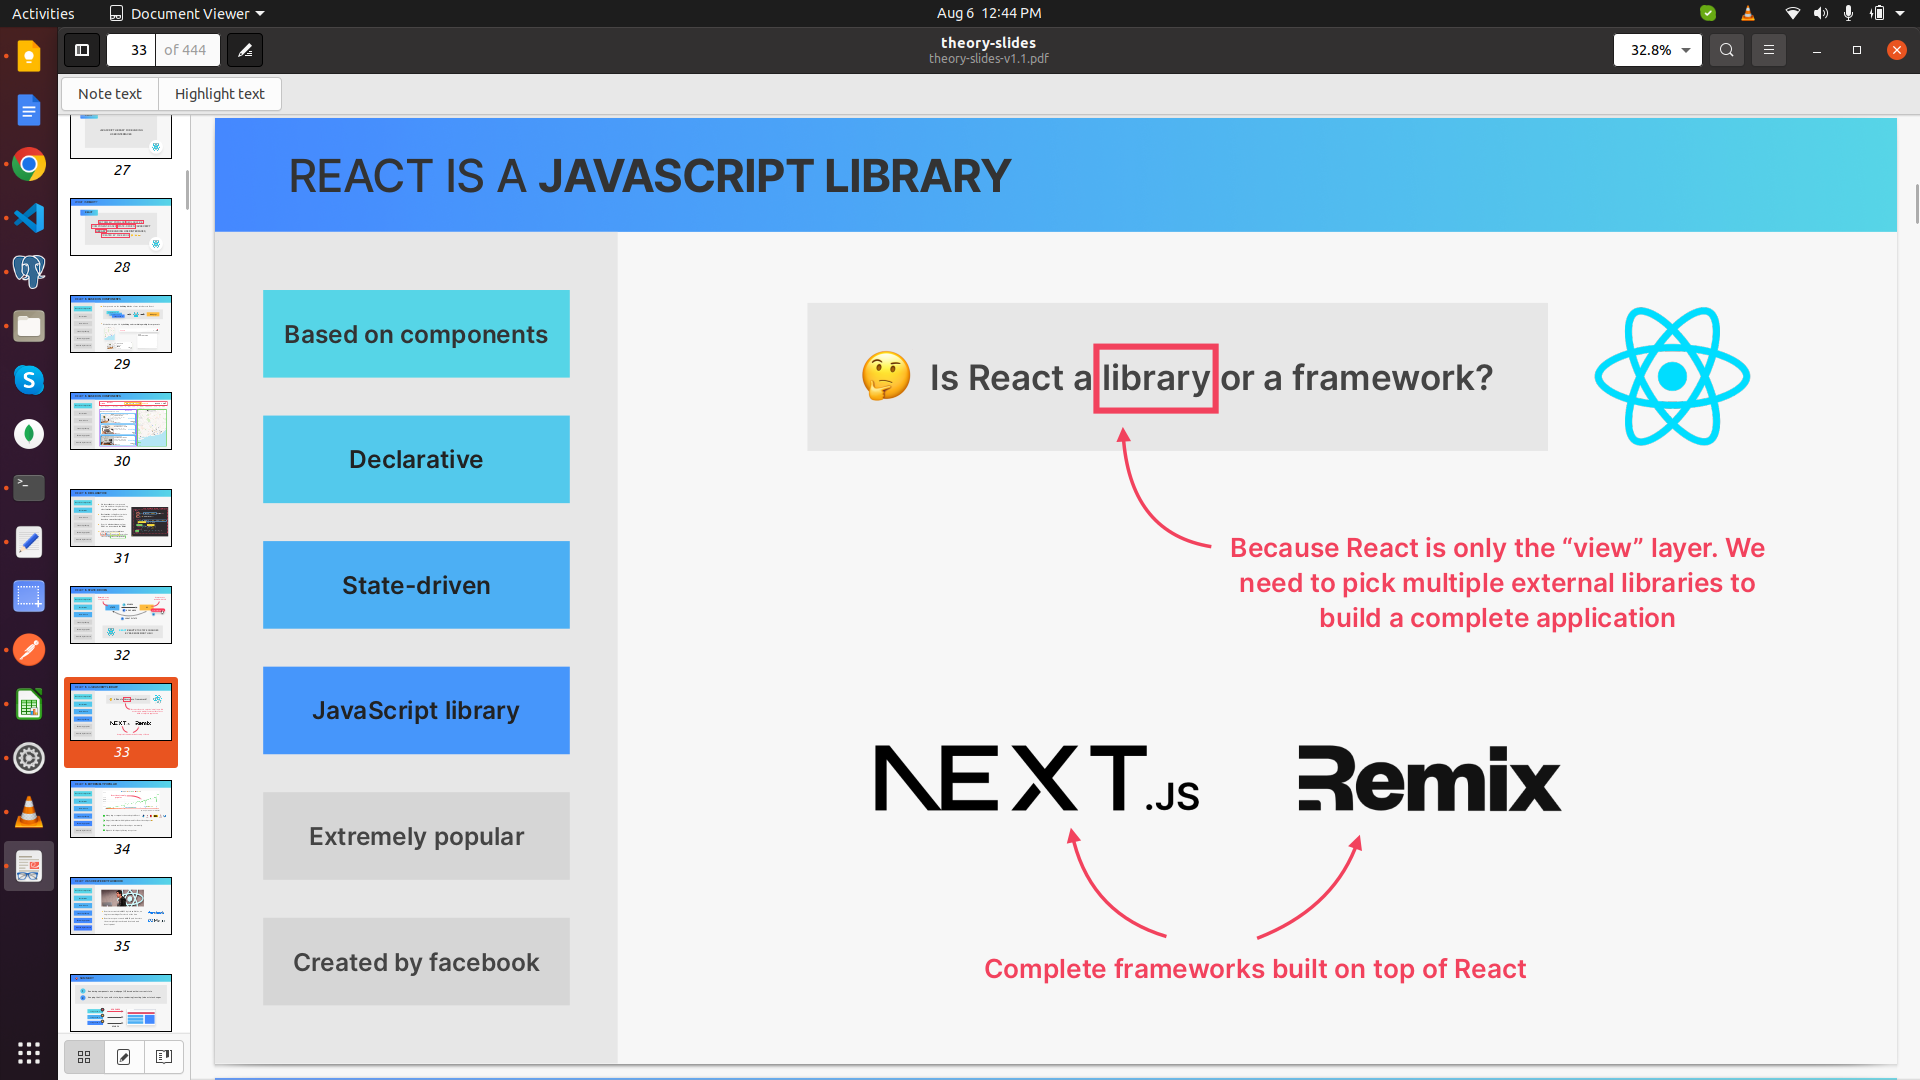 Activities
Document Viewer
Aug 6 12:44 PM
33
of 444
theory-slides
theory-slides-v1.1.pdf
32.8%
Note text
Highlight text
27
28
29
30
31
32
33
34
35
REACT IS A JAVASCRIPT LIBRARY
Based on components
Declarative
State-driven
JavaScript library
Extremely popular
Created by facebook
Is React a library or a framework?
Because React is only the “view” layer. We
need to pick multiple external libraries to
build a complete application
NEXT.JS
Remix
Complete frameworks built on top of React